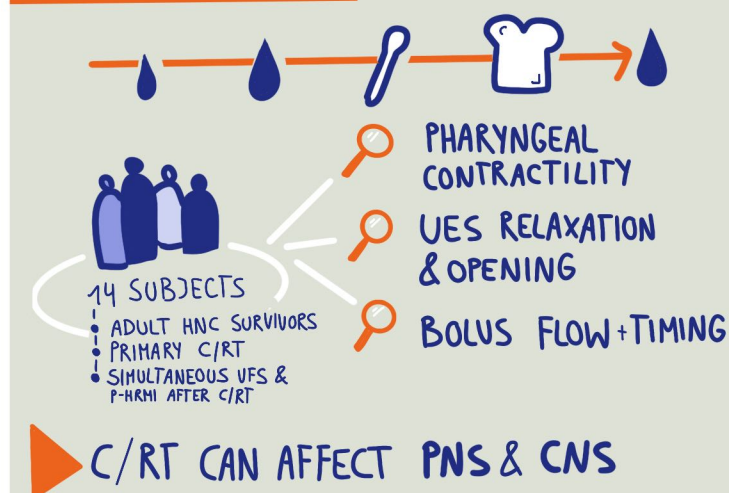 PHARYNGEAL
CONTRACTILITY
UES RELAXATION
& OPENING
BOLUS FLOW + TIMING
14 SUBJECTS
ADULT HNC SURVIVORS
PRIMARY C/RT
SIMULTANEOUS VFS &
P-HRMI AFTER C/RT
C/RT CAN AFFECT PNS & CNS